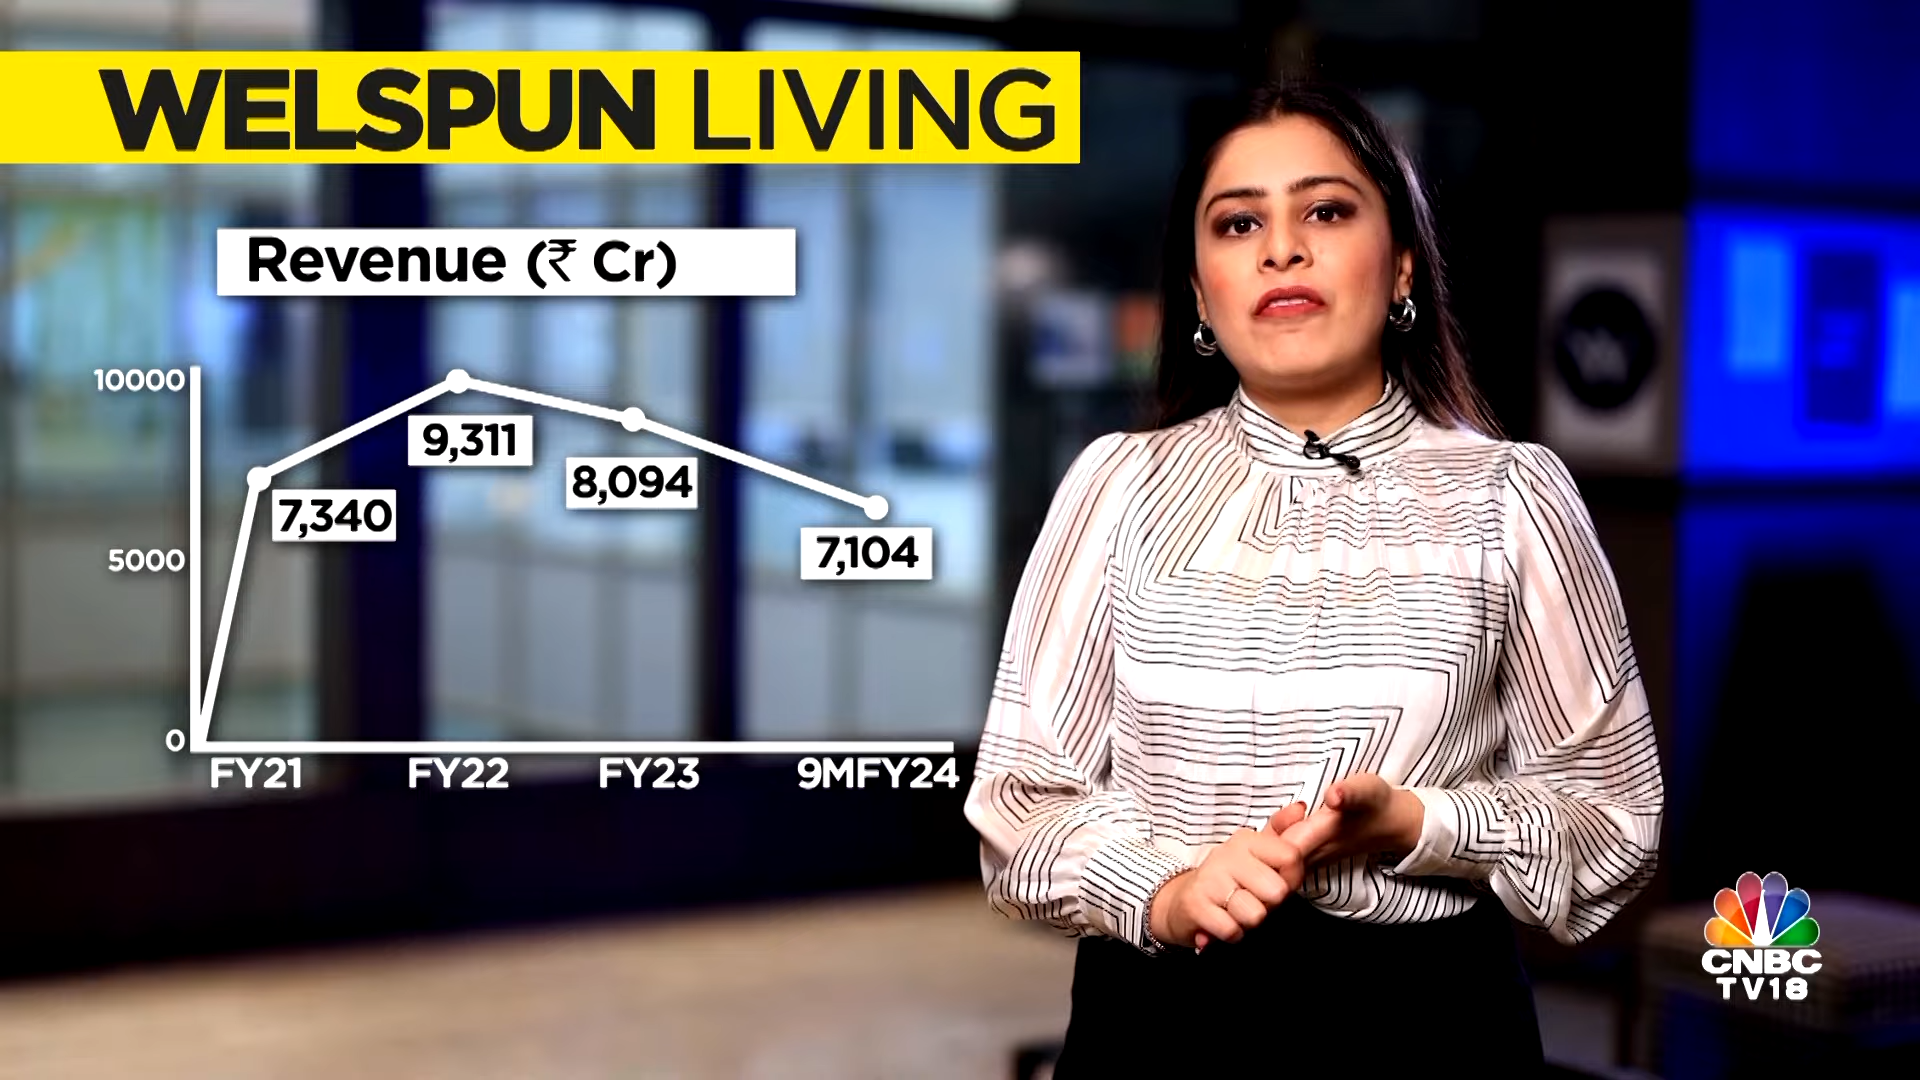 WELSPUN LIVING
Revenue (₹ Cr)
10000
5000
0
7,340
9,311
8,094
7,104
FY21
FY22
FY23
9MFY24
CNBC
TV18